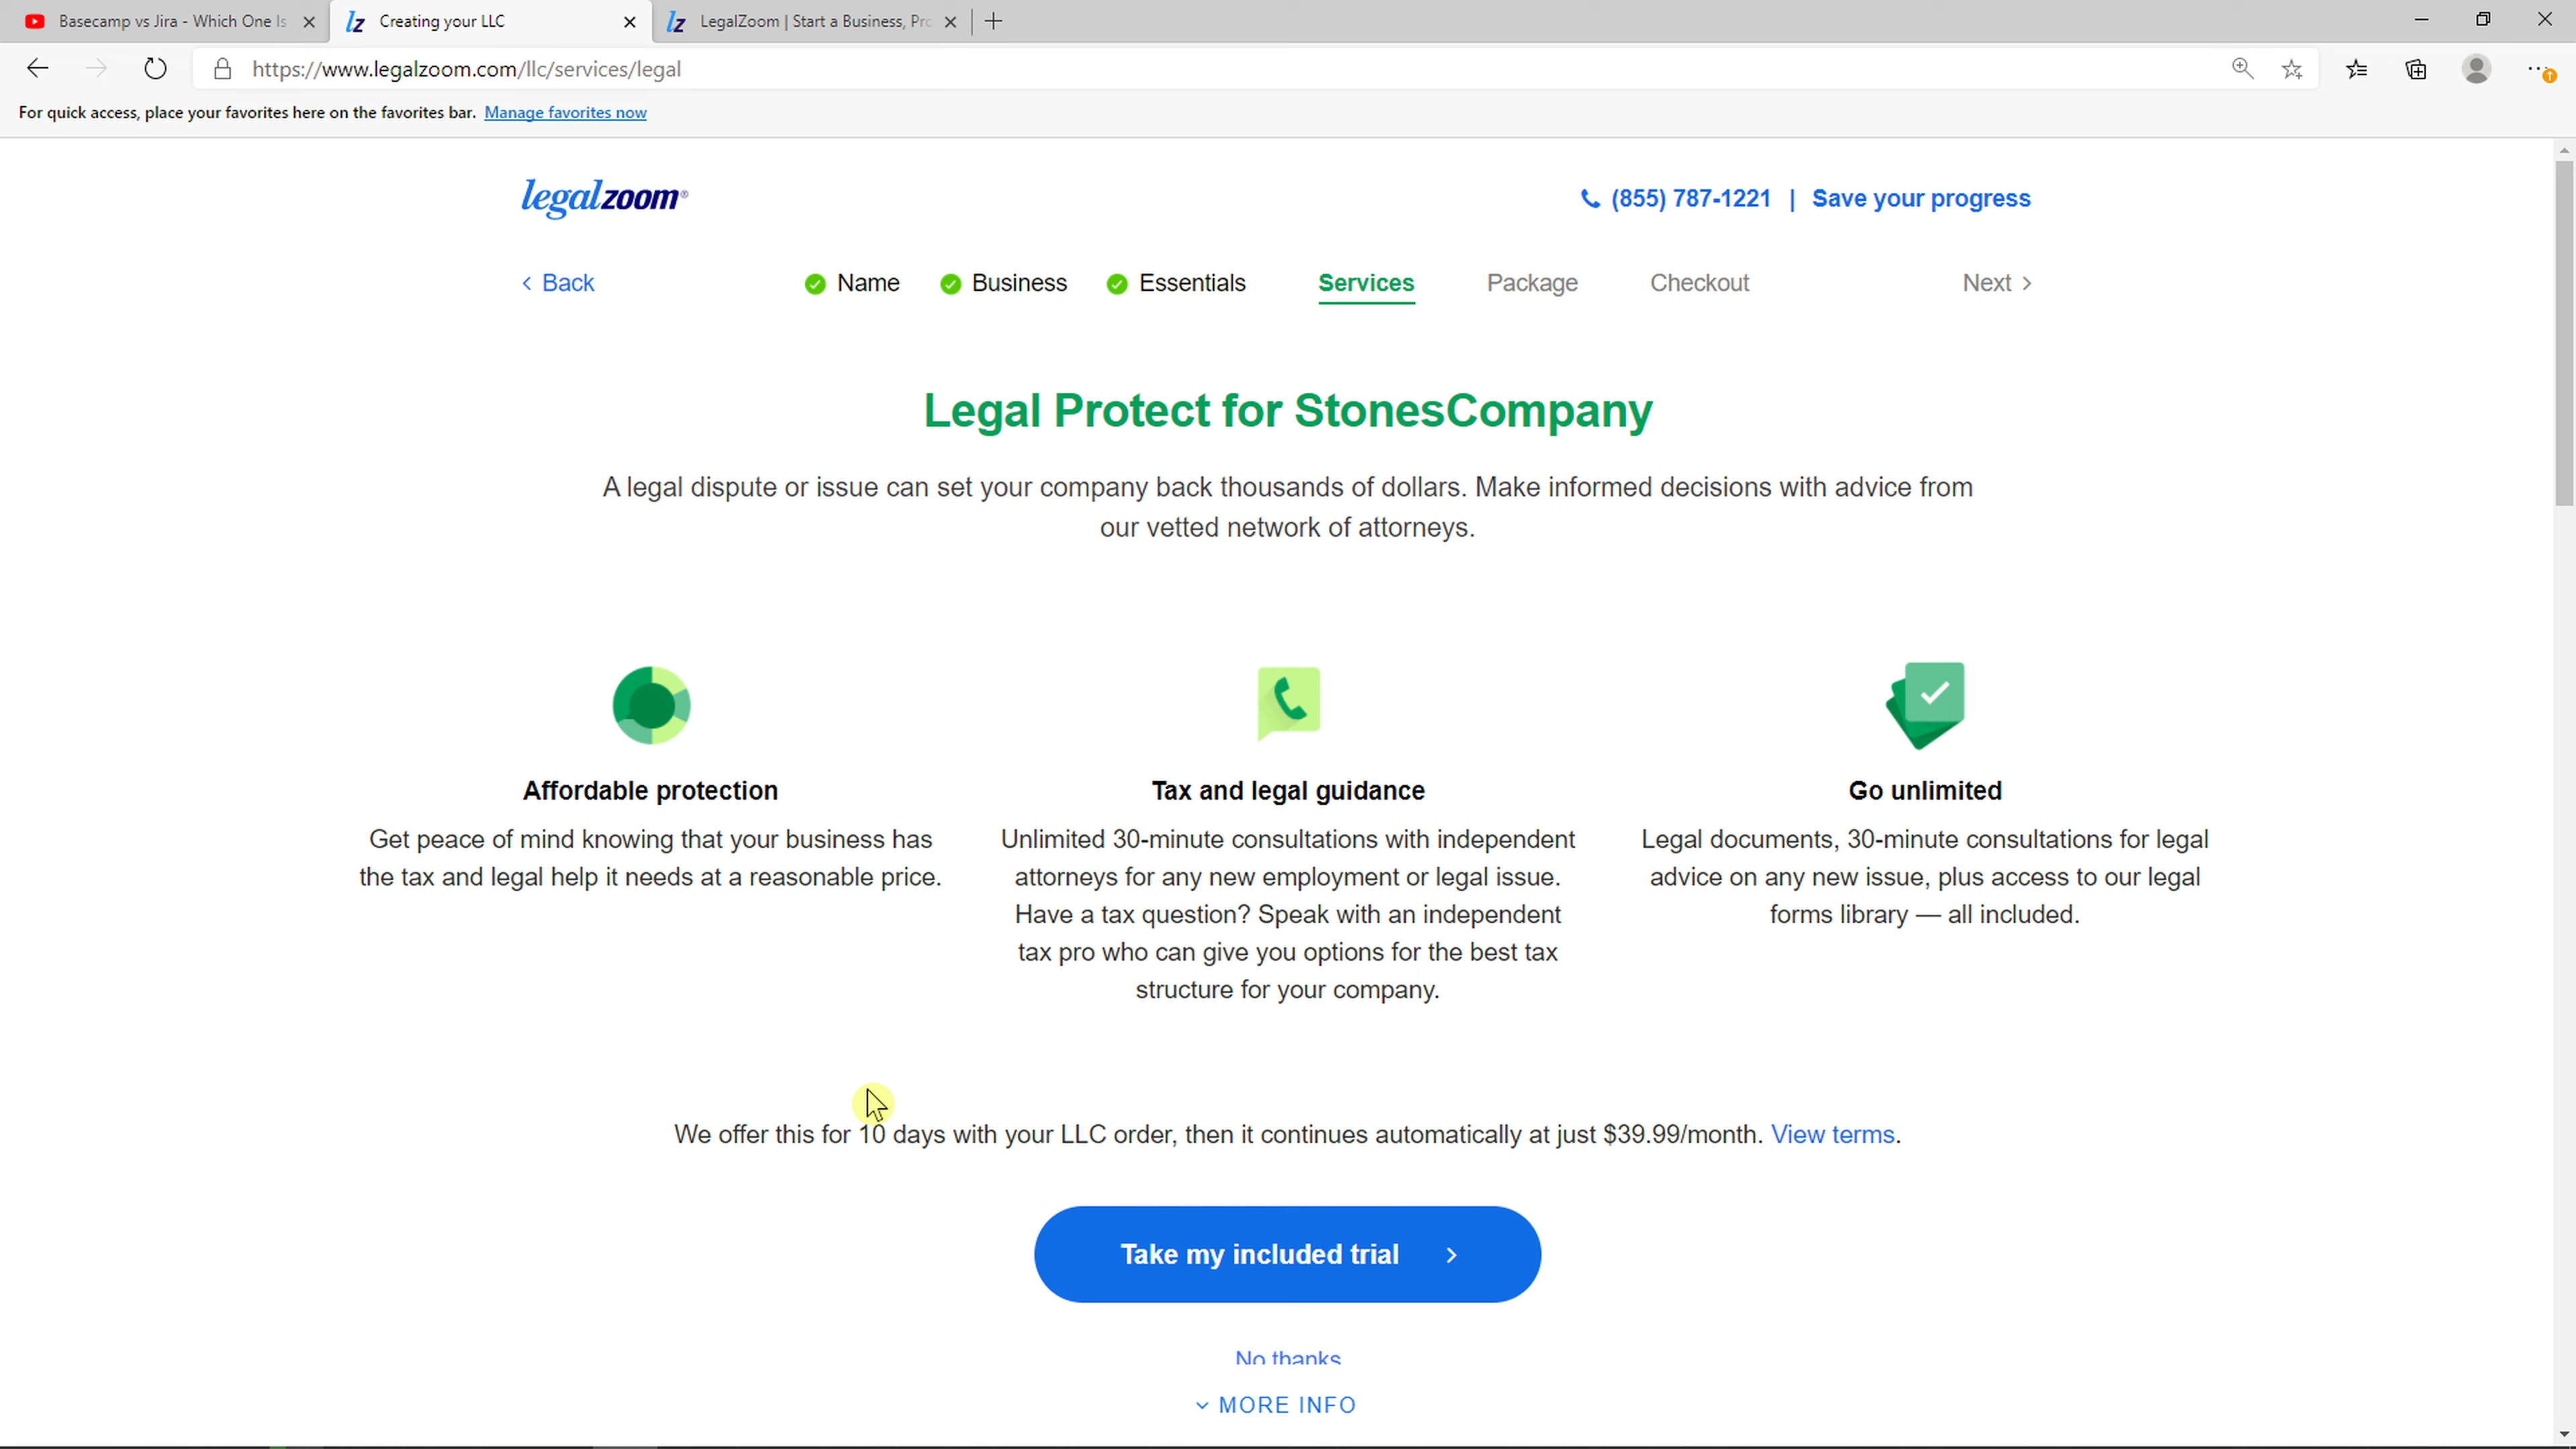 Basecamp vs Jira - Which One Is
Creating your LLC
LegalZoom | Start a Business, Pro
https://www.legalzoom.com/llc/services/legal
For quick access, place your favorites here on the favorites bar. Manage favorites now
legalzoom®
(855) 787-1221 | Save your progress
Back
Name
Business
Essentials
Services
Package
Checkout
Next
Legal Protect for StonesCompany
A legal dispute or issue can set your company back thousands of dollars. Make informed decisions with advice from
our vetted network of attorneys.
Affordable protection
Get peace of mind knowing that your business has
the tax and legal help it needs at a reasonable price.
Tax and legal guidance
Unlimited 30-minute consultations with independent
attorneys for any new employment or legal issue.
Have a tax question? Speak with an independent
tax pro who can give you options for the best tax
structure for your company.
Go unlimited
Legal documents, 30-minute consultations for legal
advice on any new issue, plus access to our legal
forms library — all included.
We offer this for 10 days with your LLC order, then it continues automatically at just $39.99/month. View terms.
Take my included trial
No thanks
MORE INFO